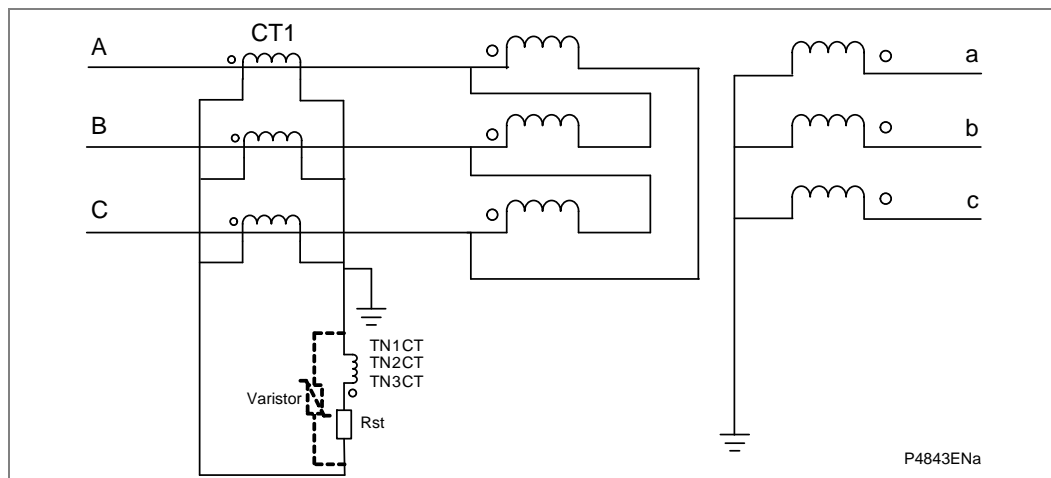 A
CT1
a
B
b
C
c
TN1CT
TN2CT
TN3CT
Varistor
Rst
P4843ENa